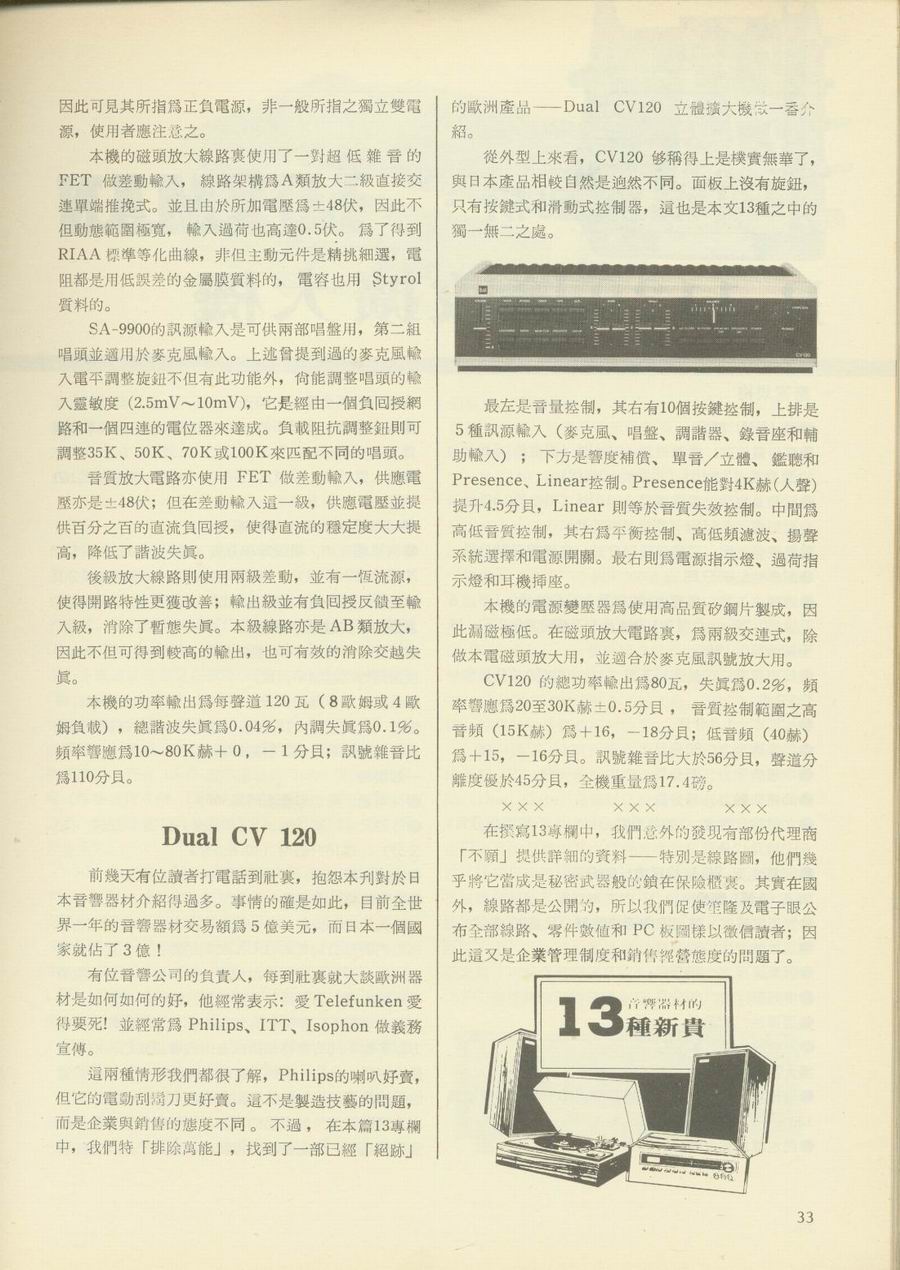 因此可見其所指爲正負電源，非一般所指之獨立雙電
源，使用者應注意之。
本機的磁頭放大線路裏使用了一對超低雜音的
FET 做差動輸入，線路架構爲A類放大二級直接交
連單端推挽式。並且由於所加電壓爲±48伏，因此不
但動態範圍極寬，輸入過荷也高達0.5伏。爲了得到
RIAA 標準等化曲線，非但主動元件是精挑細選，電
阻都是用低誤差的金屬膜質料的，電容也用 Styrol
質料的。
SA-9900的訊源輸入是可供兩部唱盤用，第二組
唱頭並適用於麥克風輸入。上述曾提到過的麥克風輸
入電平調整旋鈕不但有此功能外，尙能調整唱頭的輸
入靈敏度 (2.5mV～10mV)，它是經由一個負回授網
路和一個四連的電位器來達成。負載阻抗調整鈕則可
調整35K、50K、70K或100K來匹配不同的唱頭。
音質放大電路亦使用 FET 做差動輸入，供應電
壓亦是±48伏；但在差動輸入這一級，供應電壓並提
供百分之百的直流負回授，使得直流的穩定度大大提
高，降低了諧波失眞。
後級放大線路則使用兩級差動，並有一恆流源，
使得開路特性更獲改善；輸出級並有負回授反饋至輸
入級，消除了暫態失眞。本級線路亦是 AB 類放大，
因此不但可得到較高的輸出，也可有效的消除交越失
眞。
本機的功率輸出爲每聲道 120 瓦（8歐姆或4歐
姆負載），總諧波失眞爲0.04%，內調失眞爲0.1%。
頻率響應爲10～80K赫＋0，－1分貝；訊號雜音比
爲110分貝。
Dual CV 120
前幾天有位讀者打電話到社裏，抱怨本刊對於日
本音響器材介紹得過多。事情的確是如此，目前全世
界一年的音響器材交易額爲5億美元，而日本一個國
家就佔了3億！
有位音響公司的負責人，每到社裏就大談歐洲器
材是如何如何的好，他經常表示：愛 Telefunken 愛
得要死！並經常爲 Philips、ITT、Isophon 做義務
宣傳。
這兩種情形我們都很了解，Philips的喇叭好賣，
但它的電動刮鬍刀更好賣。這不是製造技藝的問題，
而是企業與銷售的態度不同。不過，在本篇13專欄
中，我們特「排除萬能」，找到了一部已經「絕跡」
的歐洲產品——Dual CV120 立體擴大機做一番介
紹。
從外型上來看，CV120 够稱得上是樸實無華了，
與日本產品相較自然是逈然不同。面板上沒有旋鈕，
只有按鍵式和滑動式控制器，這也是本文13種之中的
獨一無二之處。
Dual
CV 120
最左是音量控制，其右有10個按鍵控制，上排是
5種訊源輸入（麥克風、唱盤、調諧器、錄音座和輔
助輸入）；下方是響度補償、單音／立體、鑑聽和
Presence、Linear控制。Presence能對4K赫(人聲)
提升4.5分貝，Linear 則等於音質失效控制。中間爲
高低音質控制，其右爲平衡控制、高低頻濾波、揚聲
系統選擇和電源開關。最右則爲電源指示燈、過荷指
示燈和耳機揷座。
本機的電源變壓器爲使用高品質矽鋼片製成，因
此漏磁極低。在磁頭放大電路裏，爲兩級交連式，除
做本電磁頭放大用，並適合於麥克風訊號放大用。
CV120 的總功率輸出爲80瓦，失眞爲0.2%，頻
率響應爲20至30K赫±0.5分貝，音質控制範圍之高
音頻（15K赫）爲＋16，－18分貝；低音頻（40赫）
爲＋15，－16分貝。訊號雜音比大於56分貝，聲道分
離度優於45分貝，全機重量爲17.4磅。
××× ××× ×××
在撰寫13專欄中，我們意外的發現有部份代理商
「不願」提供詳細的資料——特別是線路圖，他們幾
乎將它當成是秘密武器般的鎖在保險櫃裏。其實在國
外，線路都是公開的，所以我們促使隆及電子眼公
布全部線路、零件數値和 PC 板圖樣以徵信讀者；因
此這又是企業管理制度和銷售經營態度的問題了。
13
音響器材的
種新貴
33